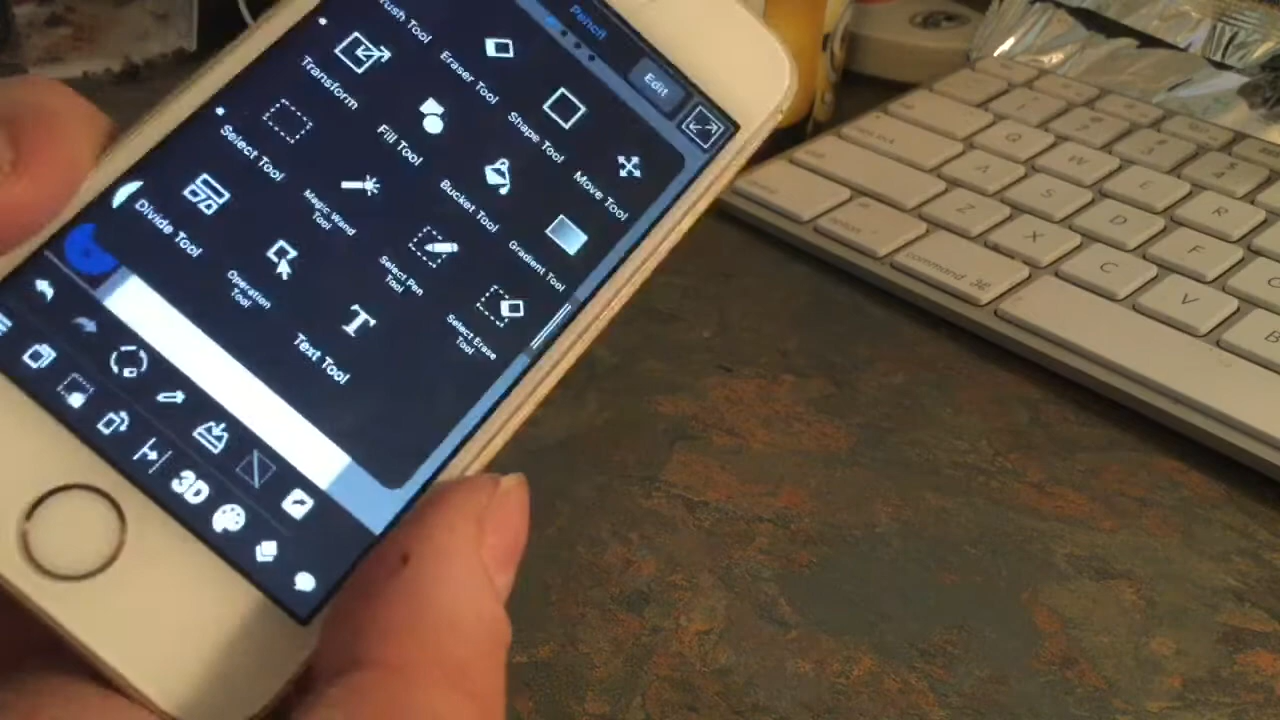 Pencil
Edit
Brush Tool
Eraser Tool
Shape Tool
Move Tool
Transform
Fill Tool
Bucket Tool
Gradient Tool
Select Tool
Magic Wand
Tool
Select Pen
Tool
Select Erase
Tool
Divide Tool
Operation
Tool
Text Tool
3D
Q
W
E
R
A
S
D
F
Z
X
C
V
B
command ⌘